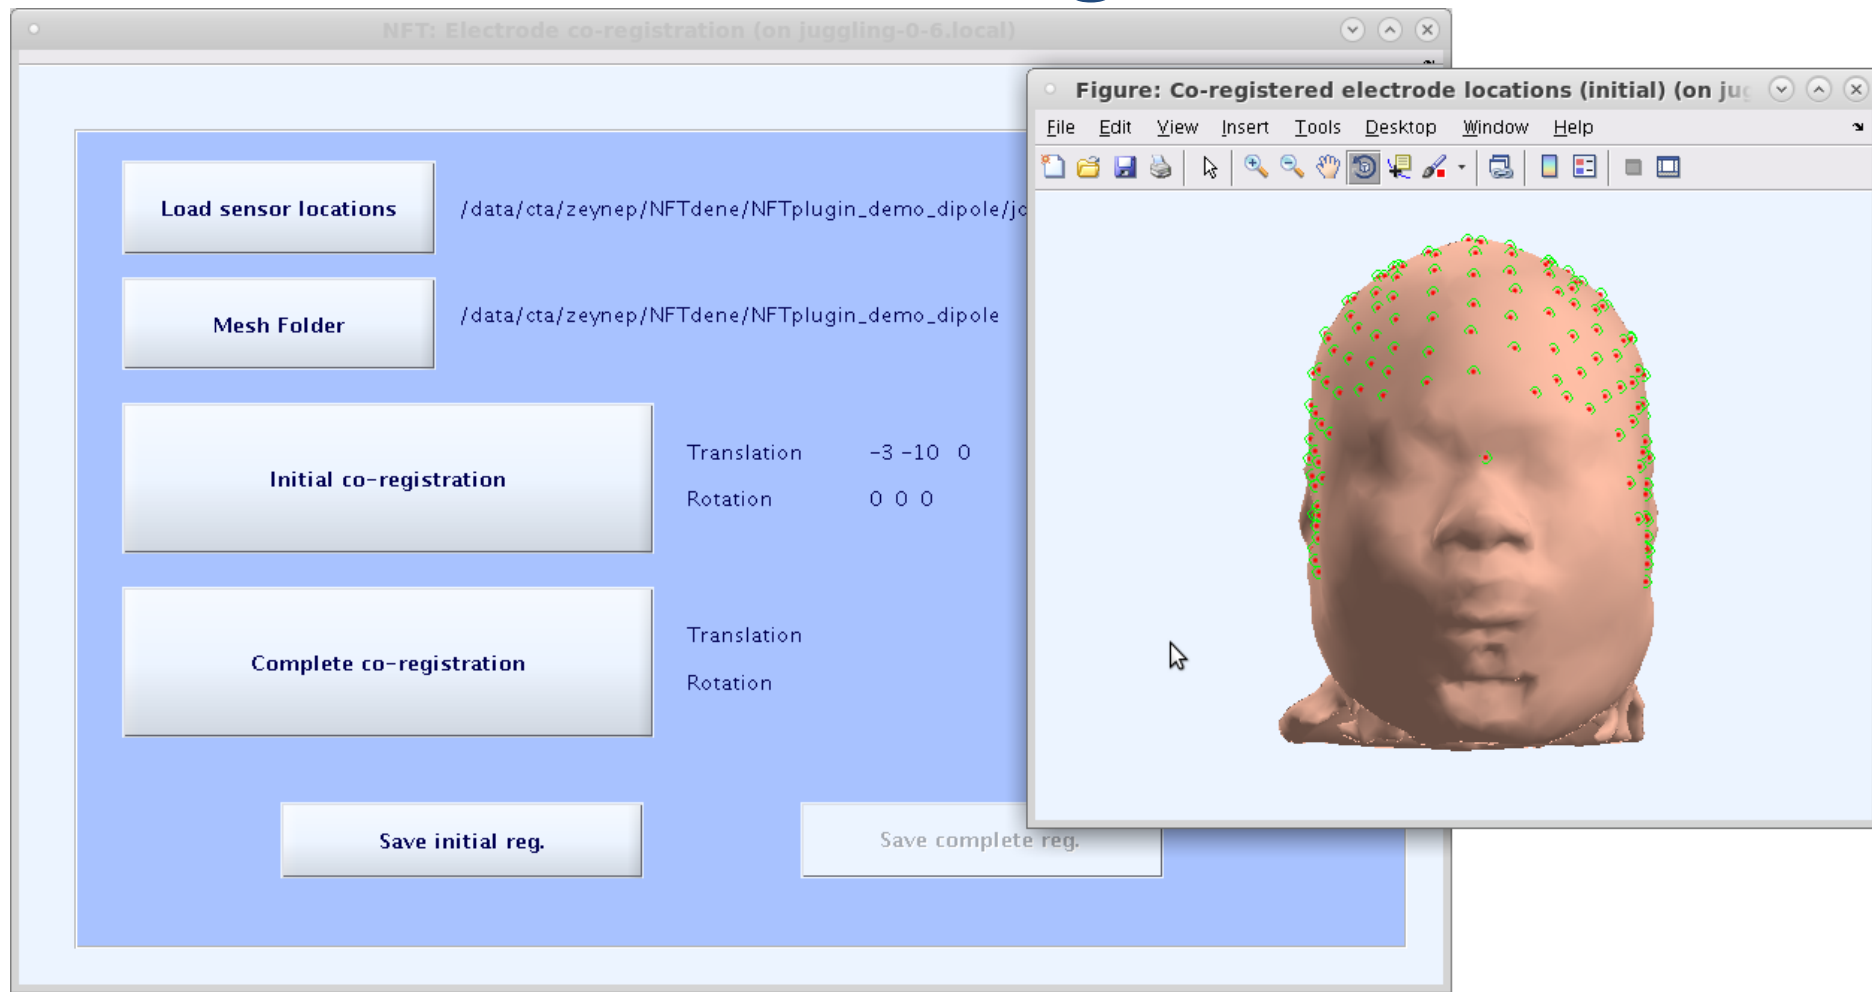 NFT: Electrode co-registration (on juggling-0-6.local)
Load sensor locations
/data/cta/zeynep/NFTdene/NFTplugin_demo_dipole/jo
Mesh Folder
/data/cta/zeynep/NFTdene/NFTplugin_demo_dipole
Initial co-registration
Translation -3 -10 0
Rotation 0 0 0
Complete co-registration
Translation
Rotation
Save initial reg.
Save complete reg.
Figure: Co-registered electrode locations (initial) (on jug
File Edit View Insert Tools Desktop Window Help